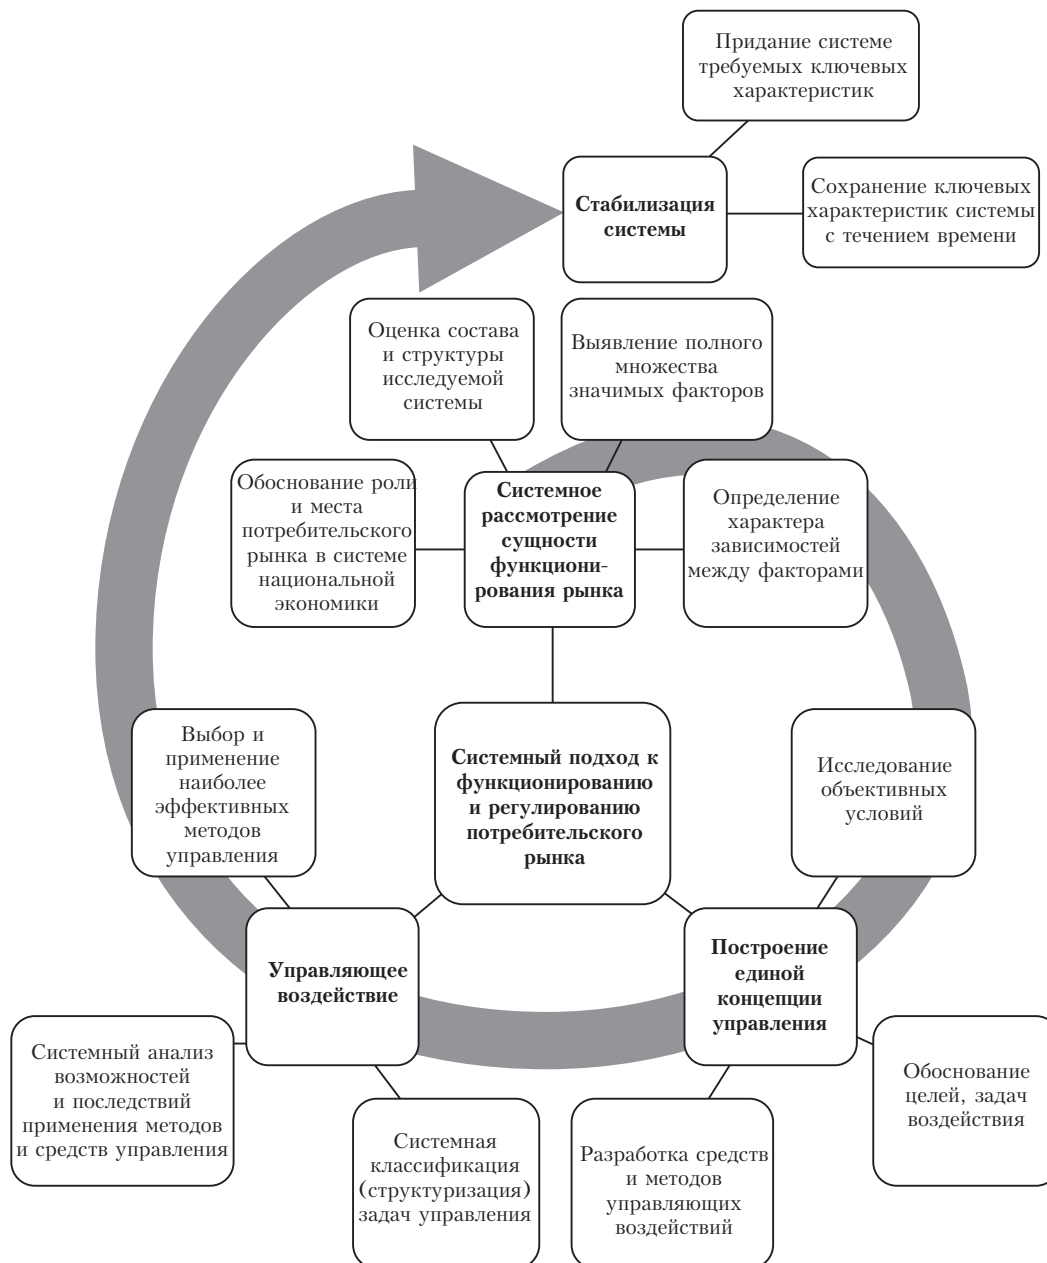 Придание системе
требуемых ключевых
характеристик
Стабилизация
системы
Сохранение ключевых
характеристик системы
с течением времени
Оценка состава
и структуры
исследуемой
системы
Выявление полного
множества
значимых факторов
Обоснование роли
и места
потребительского
рынка в системе
национальной
экономики
Системное
рассмотрение
сущности
функциони-
рования рынка
Определение
характера
зависимостей
между факторами
Выбор и
применение
наиболее
эффективных
методов
управления
Системный подход к
функционированию
и регулированию
потребительского
рынка
Исследование
объективных
условий
Управляющее
воздействие
Построение
единой
концепции
управления
Системный анализ
возможностей
и последствий
применения методов
и средств управления
Системная
классификация
(структуризация)
задач управления
Разработка средств
и методов
управляющих
воздействий
Обоснование
целей, задач
воздействия